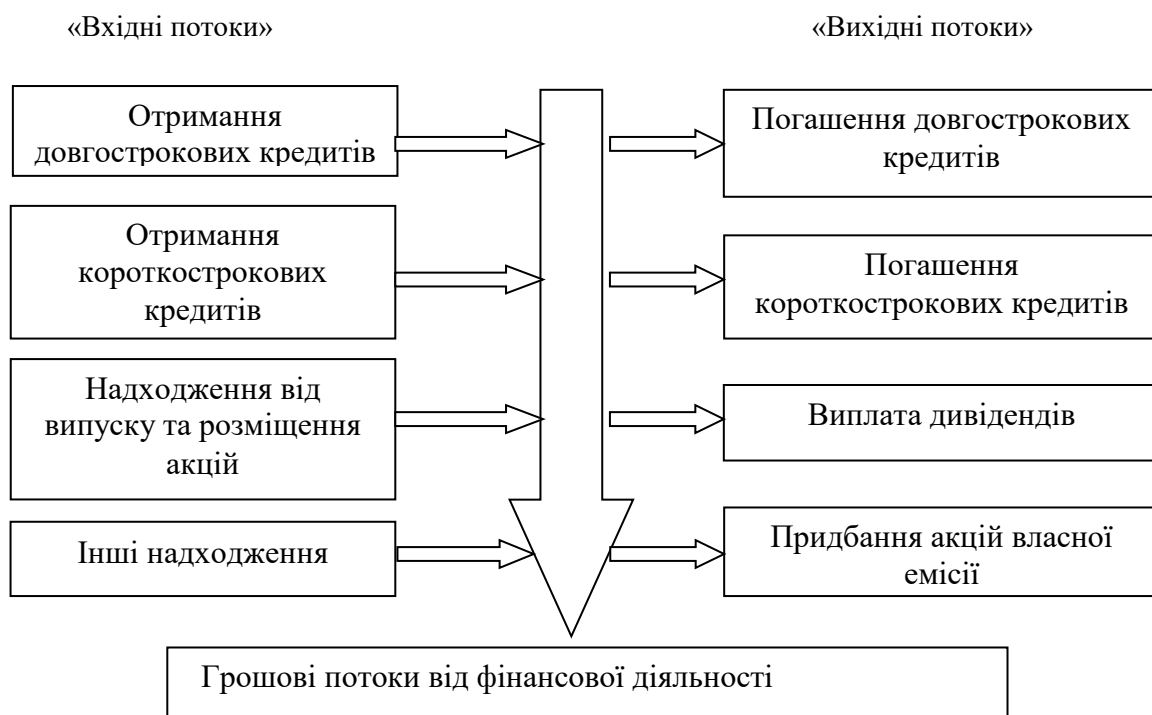 «Вхідні потоки»
«Вихідні потоки»
Отримання
довгострокових кредитів
Погашення довгострокових
кредитів
Отримання
короткострокових
кредитів
Погашення
короткострокових кредитів
Надходження від
випуску та розміщення
акцій
Виплата дивідендів
Інші надходження
Придбання акцій власної
емісії
Грошові потоки від фінансової діяльності